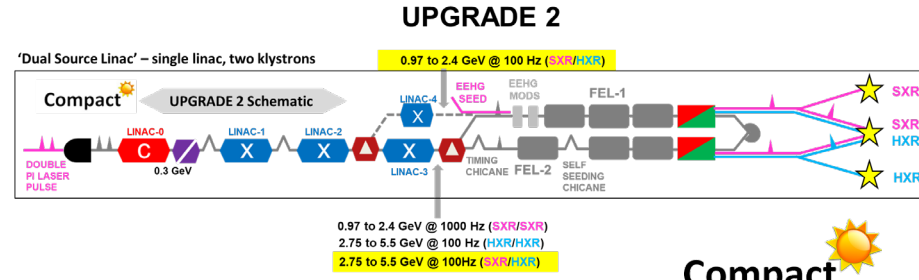 UPGRADE 2
'Dual Source Linac' – single linac, two klystrons
0.97 to 2.4 GeV @ 100 Hz (SXR/HXR)
Compact
UPGRADE 2 Schematic
LINAC-4
X
EEHG
SEED
EEHG
MODS
FEL-1
SXR
LINAC-0
C
0.3 GeV
LINAC-1
X
LINAC-2
X
LINAC-3
X
DOUBLE
PI LASER
PULSE
TIMING
CHICANE
FEL-2
SELF
SEEDING
CHICANE
SXR
HXR
HXR
0.97 to 2.4 GeV @ 1000 Hz (SXR/SXR)
2.75 to 5.5 GeV @ 100 Hz (HXR/HXR)
2.75 to 5.5 GeV @ 100Hz (SXR/HXR)
Compact